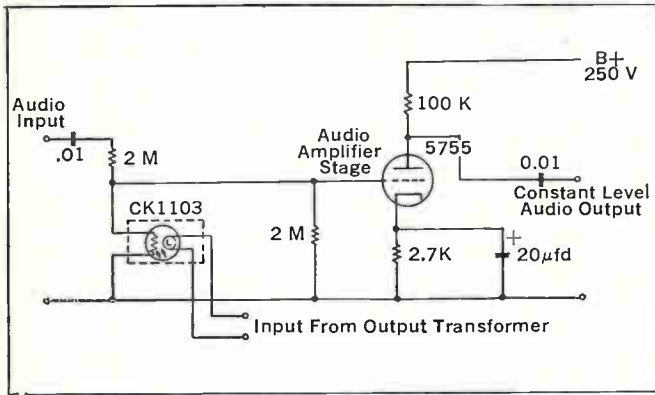 B+
250 V
100 K
Audio
Input
.01
2 M
Audio
Amplifier
Stage
5755
0.01
Constant Level
Audio Output
CK1103
L
2 M
2.7K
+
20µfd
Input From Output Transformer